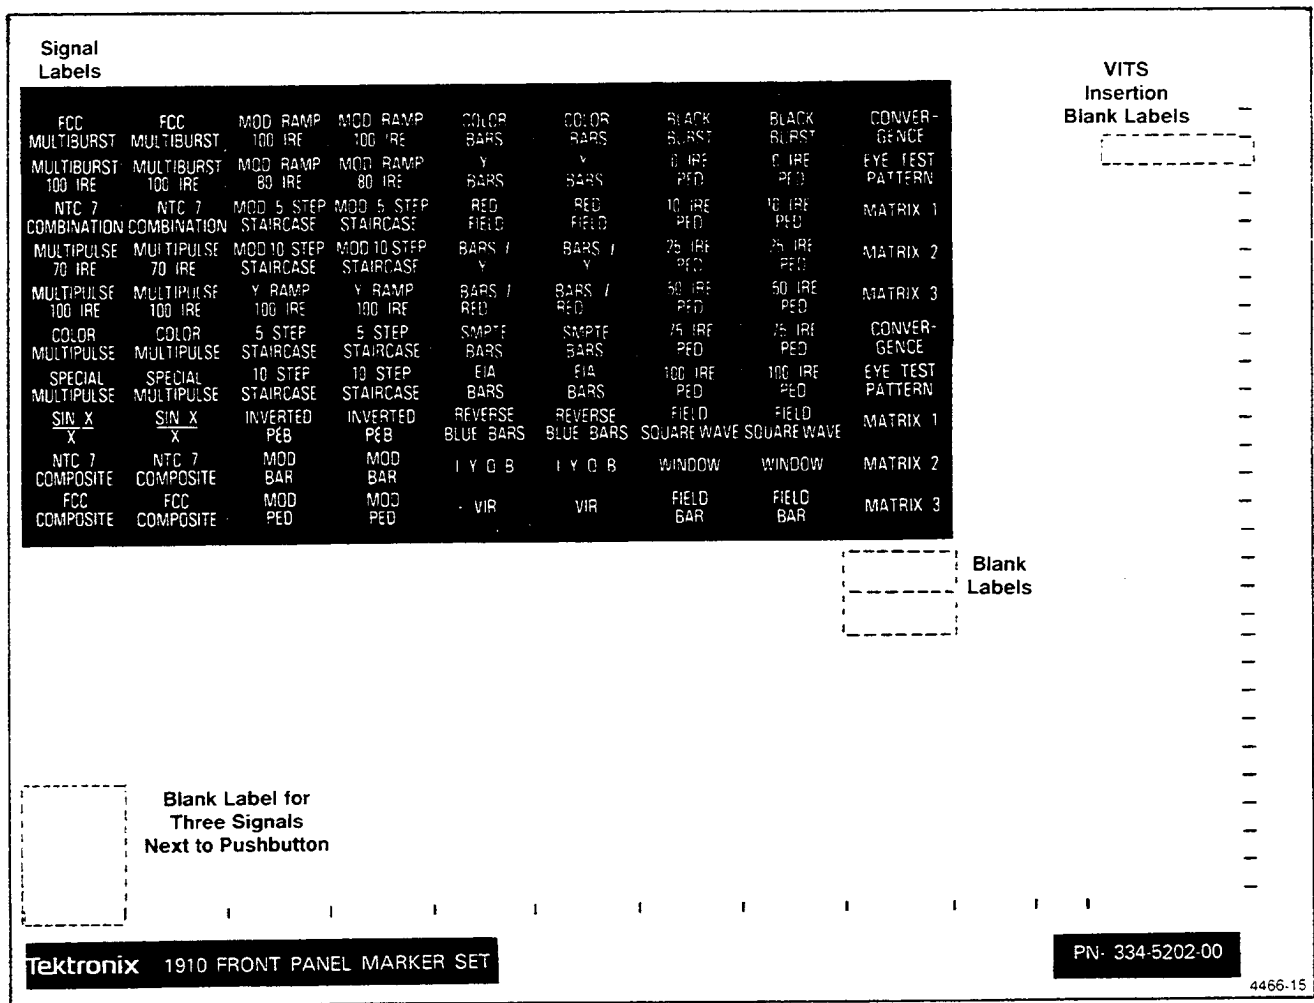 Signal
Labels
VITS
Insertion
Blank Labels
FCC FCC MOD RAMP MOD RAMP COLOR COLOR BLACK BLACK CONVER-
MULTIBURST MULTIBURST 100 IRE 100 IRE BARS BARS BURST BURST GENCE
MULTIBURST MULTIBURST MOD RAMP MOD RAMP Y Y 0 IRE 0 IRE EYE TEST
100 IRE 100 IRE 80 IRE 80 IRE BARS BARS PED PED PATTERN
NTC 7 NTC 7 MOD 5 STEP MOD 5 STEP RED RED 10 IRE 10 IRE MATRIX 1
COMBINATION COMBINATION STAIRCASE STAIRCASE FIELD FIELD PED PED
MULTIPULSE MULTIPULSE MOD 10 STEP MOD 10 STEP BARS / BARS / 25 IRE 25 IRE MATRIX 2
70 IRE 70 IRE STAIRCASE STAIRCASE Y Y PED PED
MULTIPULSE MULTIPULSE Y RAMP Y RAMP BARS / BARS / 50 IRE 50 IRE MATRIX 3
100 IRE 100 IRE 100 IRE 100 IRE RED RED PED PED
COLOR COLOR 5 STEP 5 STEP SMPTE SMPTE 75 IRE 75 IRE CONVER-
MULTIPULSE MULTIPULSE STAIRCASE STAIRCASE BARS BARS PED PED GENCE
SPECIAL SPECIAL 10 STEP 10 STEP EIA EIA 100 IRE 100 IRE EYE TEST
MULTIPULSE MULTIPULSE STAIRCASE STAIRCASE BARS BARS PED PED PATTERN
SIN X SIN X INVERTED INVERTED REVERSE REVERSE FIELD FIELD MATRIX 1
X X P&B P&B BLUE BARS BLUE BARS SQUARE WAVE SQUARE WAVE
NTC 7 NTC 7 MOD MOD I Y Q B I Y Q B WINDOW WINDOW MATRIX 2
COMPOSITE COMPOSITE BAR BAR
FCC FCC MOD MOD VIR VIR FIELD FIELD MATRIX 3
COMPOSITE COMPOSITE PED PED BAR BAR
Blank
Labels
Blank Label for
Three Signals
Next to Pushbutton
Tektronix 1910 FRONT PANEL MARKER SET
PN- 334-5202-00
4466-15